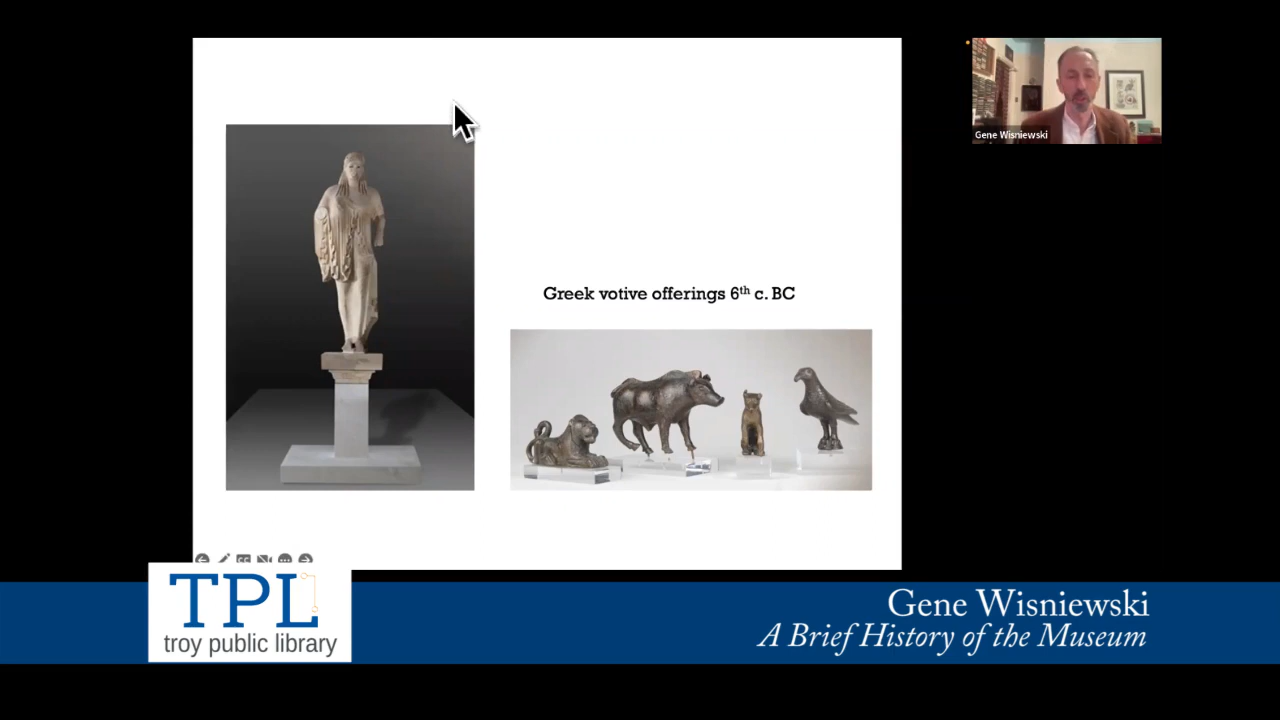 Gene Wisniewski
Greek votive offerings 6th c. BC
TPL
troy public library
Gene Wisniewski
A Brief History of the Museum